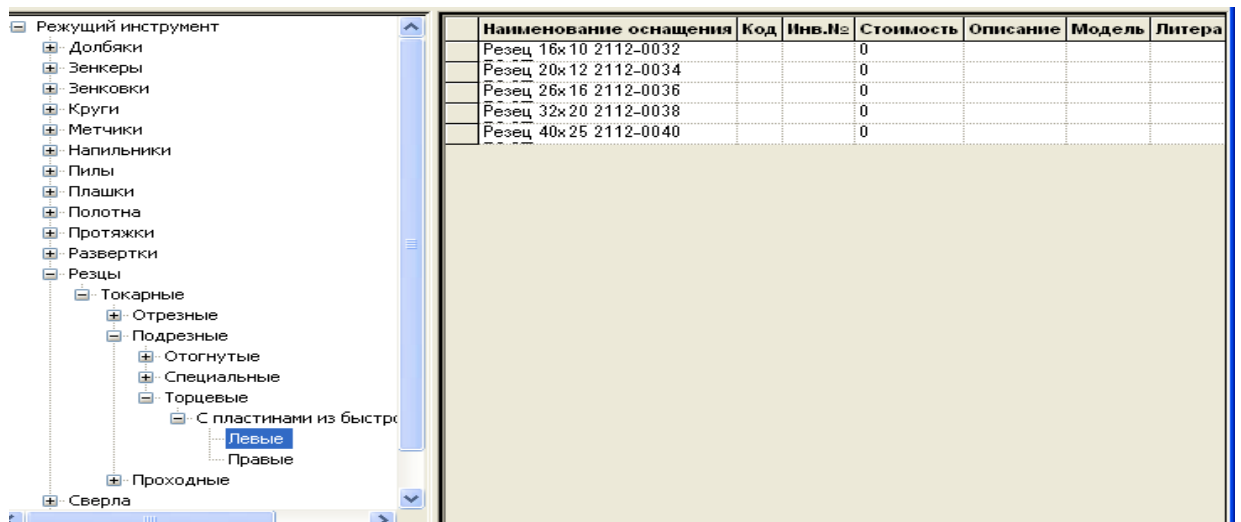 Режущий инструмент
Долбяки
Зенкеры
Зенковки
Круги
Метчики
Напильники
Пилы
Плашки
Полотна
Протяжки
Развертки
Резцы
Токарные
Отрезные
Подрезные
Отогнутые
Специальные
Торцевые
С пластинами из
Левые
Правые
Проходные
Сверла
Наименование оснащения Код Инв.№ Стоимость Описание Модель Литера
Резец 16x10 2112-0032 0
Резец 20x12 2112-0034 0
Резец 26x16 2112-0036 0
Резец 32x20 2112-0038 0
Резец 40x25 2112-0040 0